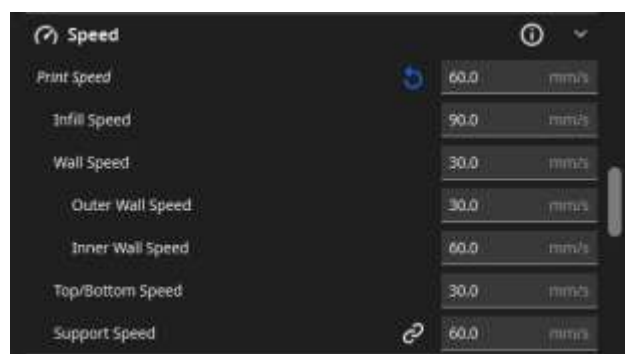 Speed
Print Speed 60.0 mm/s
Infill Speed 90.0 mm/s
Wall Speed 30.0 mm/s
Outer Wall Speed 30.0 mm/s
Inner Wall Speed 60.0 mm/s
Top/Bottom Speed 30.0 mm/s
Support Speed 60.0 mm/s